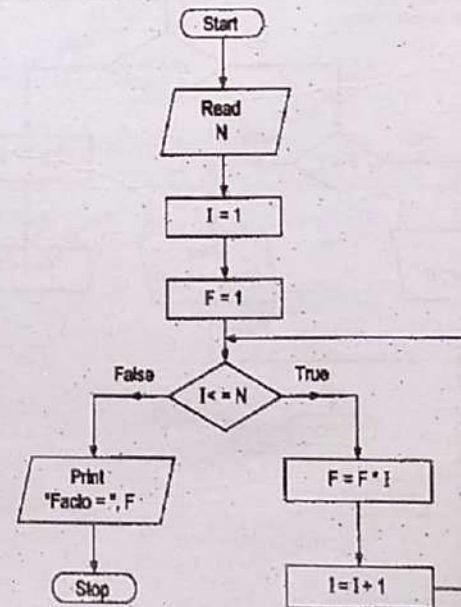 Start
Read
N
I = 1
F = 1
False
True
I < = N
Print
"Facto = ", F
F = F * I
Stop
I = I + 1